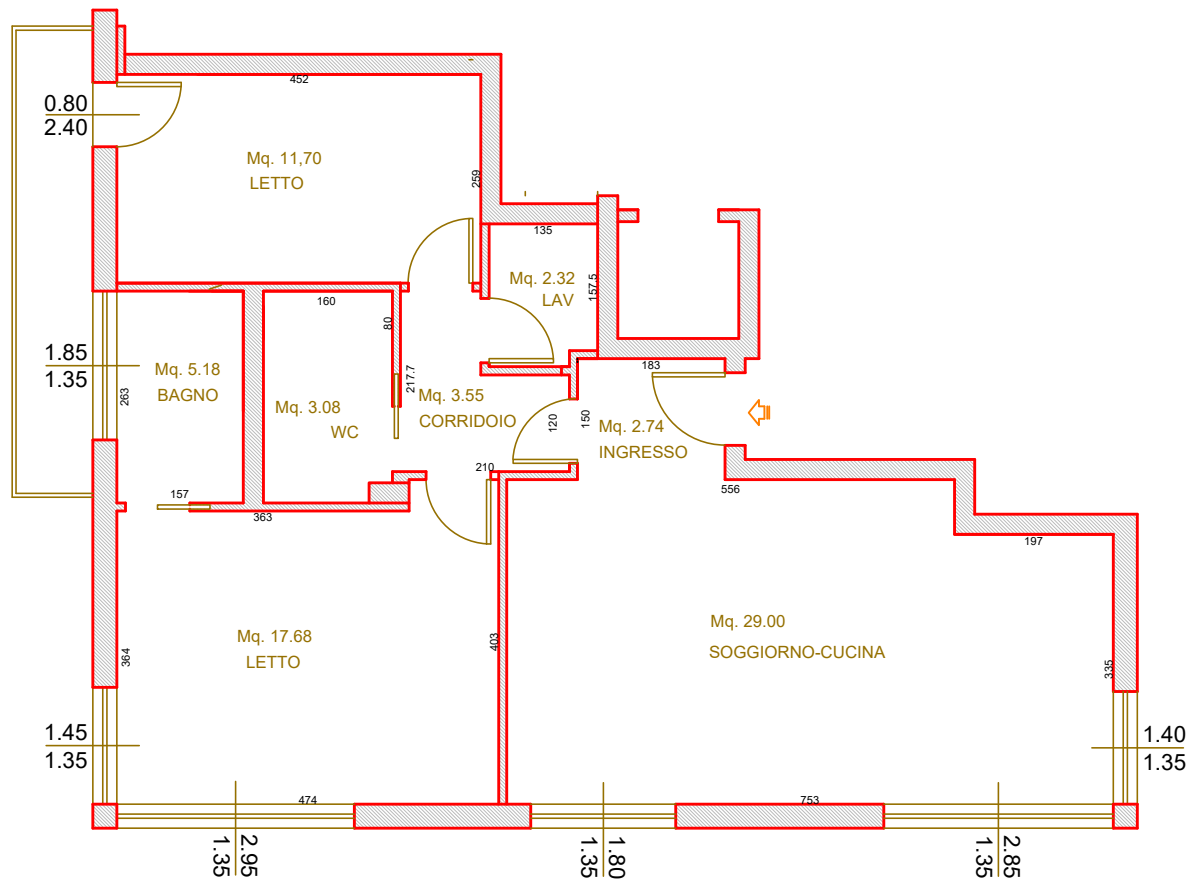 452
0.80
2.40
Mq. 11,70
LETTO
259
135
Mq. 2.32
LAV
157.5
160
80
183
1.85
1.35
263
Mq. 5.18
BAGNO
217.7
Mq. 3.55
CORRIDOIO
Mq. 3.08
WC
120
150
Mq. 2.74
INGRESSO
210
157
363
556
197
Mq. 17.68
LETTO
364
403
Mq. 29.00
SOGGIORNO-CUCINA
335
1.45
1.35
1.40
1.35
474
753
2.95
1.35
1.80
1.35
2.85
1.35